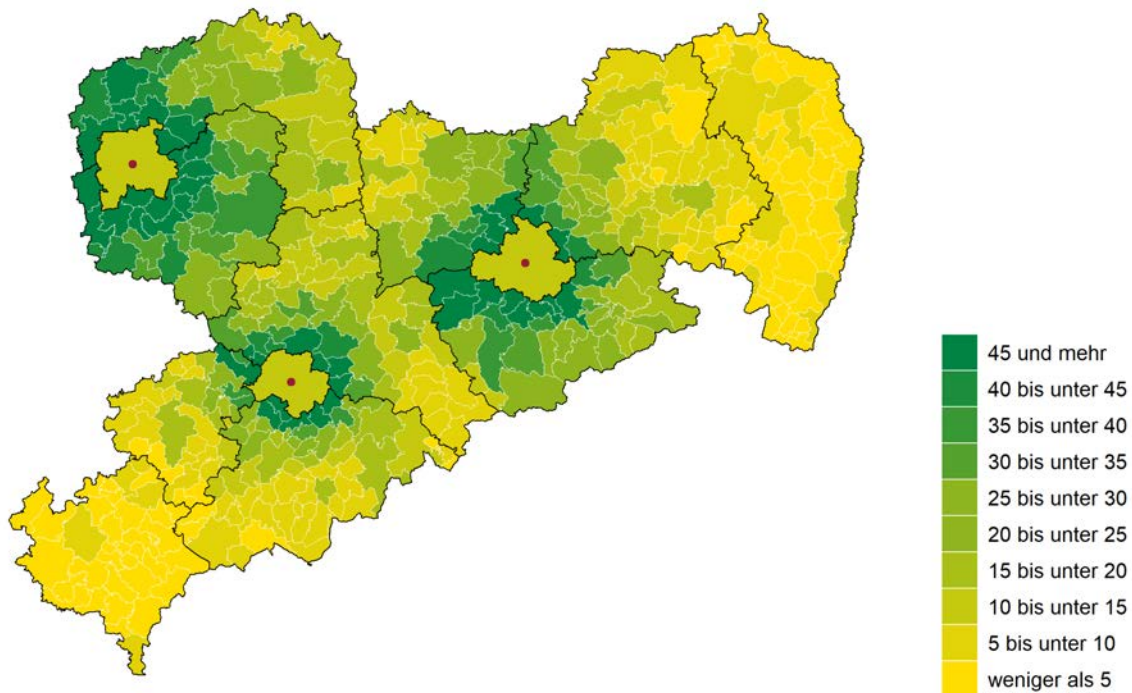 45 und mehr
40 bis unter 45
35 bis unter 40
30 bis unter 35
25 bis unter 30
20 bis unter 25
15 bis unter 20
10 bis unter 15
5 bis unter 10
weniger als 5